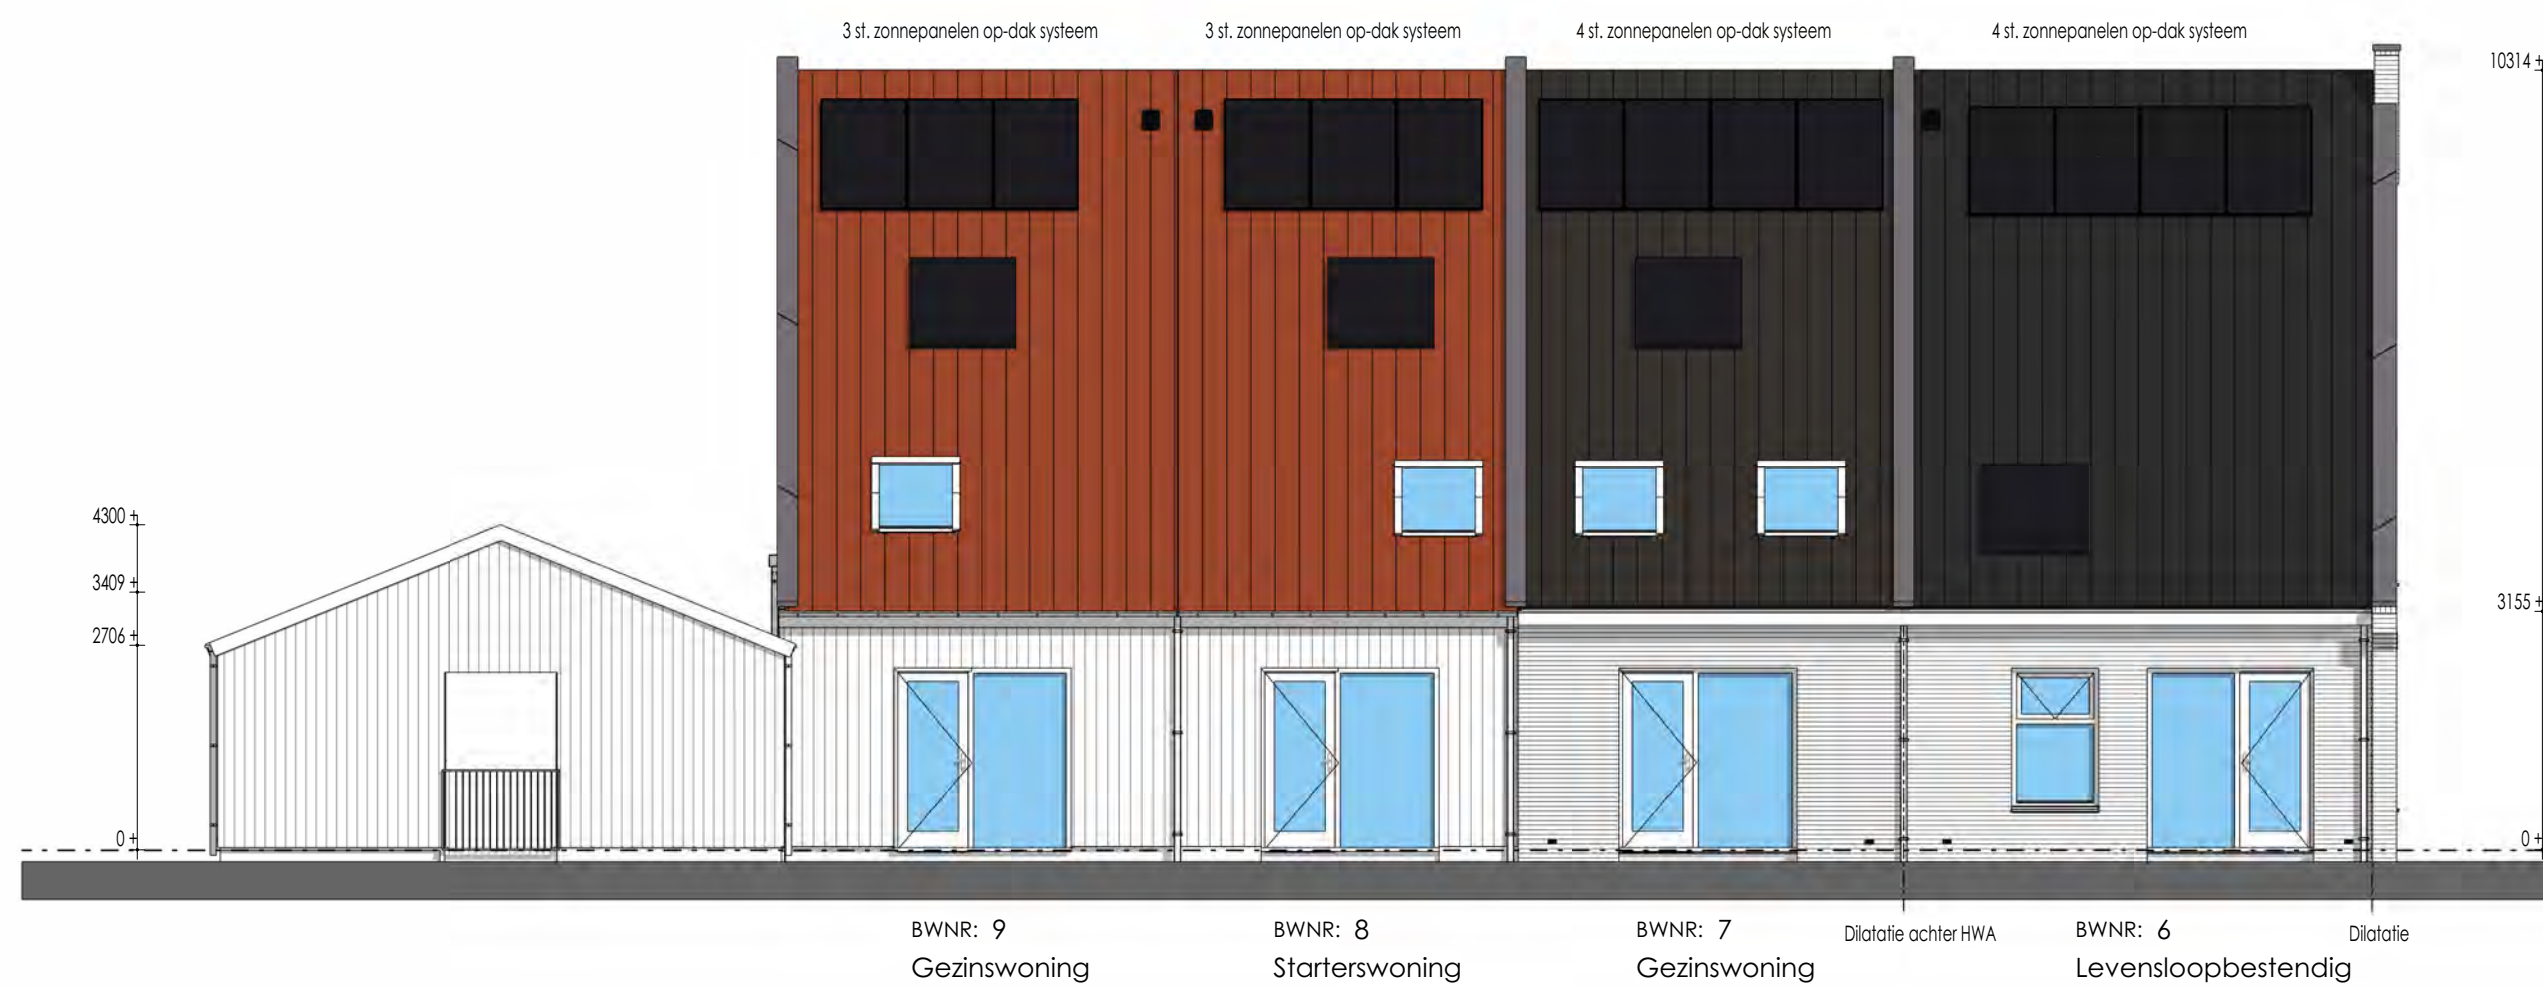 3 st. zonnepanelen op-dak systeem
3 st. zonnepanelen op-dak systeem
4 st. zonnepanelen op-dak systeem
4 st. zonnepanelen op-dak systeem
10314 +
4300 +
3409 +
3155 +
2706 +
0 +
0 +
BWNR: 9
Gezinswoning
BWNR: 8
Starterswoning
BWNR: 7
Gezinswoning
Dilatatie achter HWA
BWNR: 6
Levensloopbestendig
Dilatatie